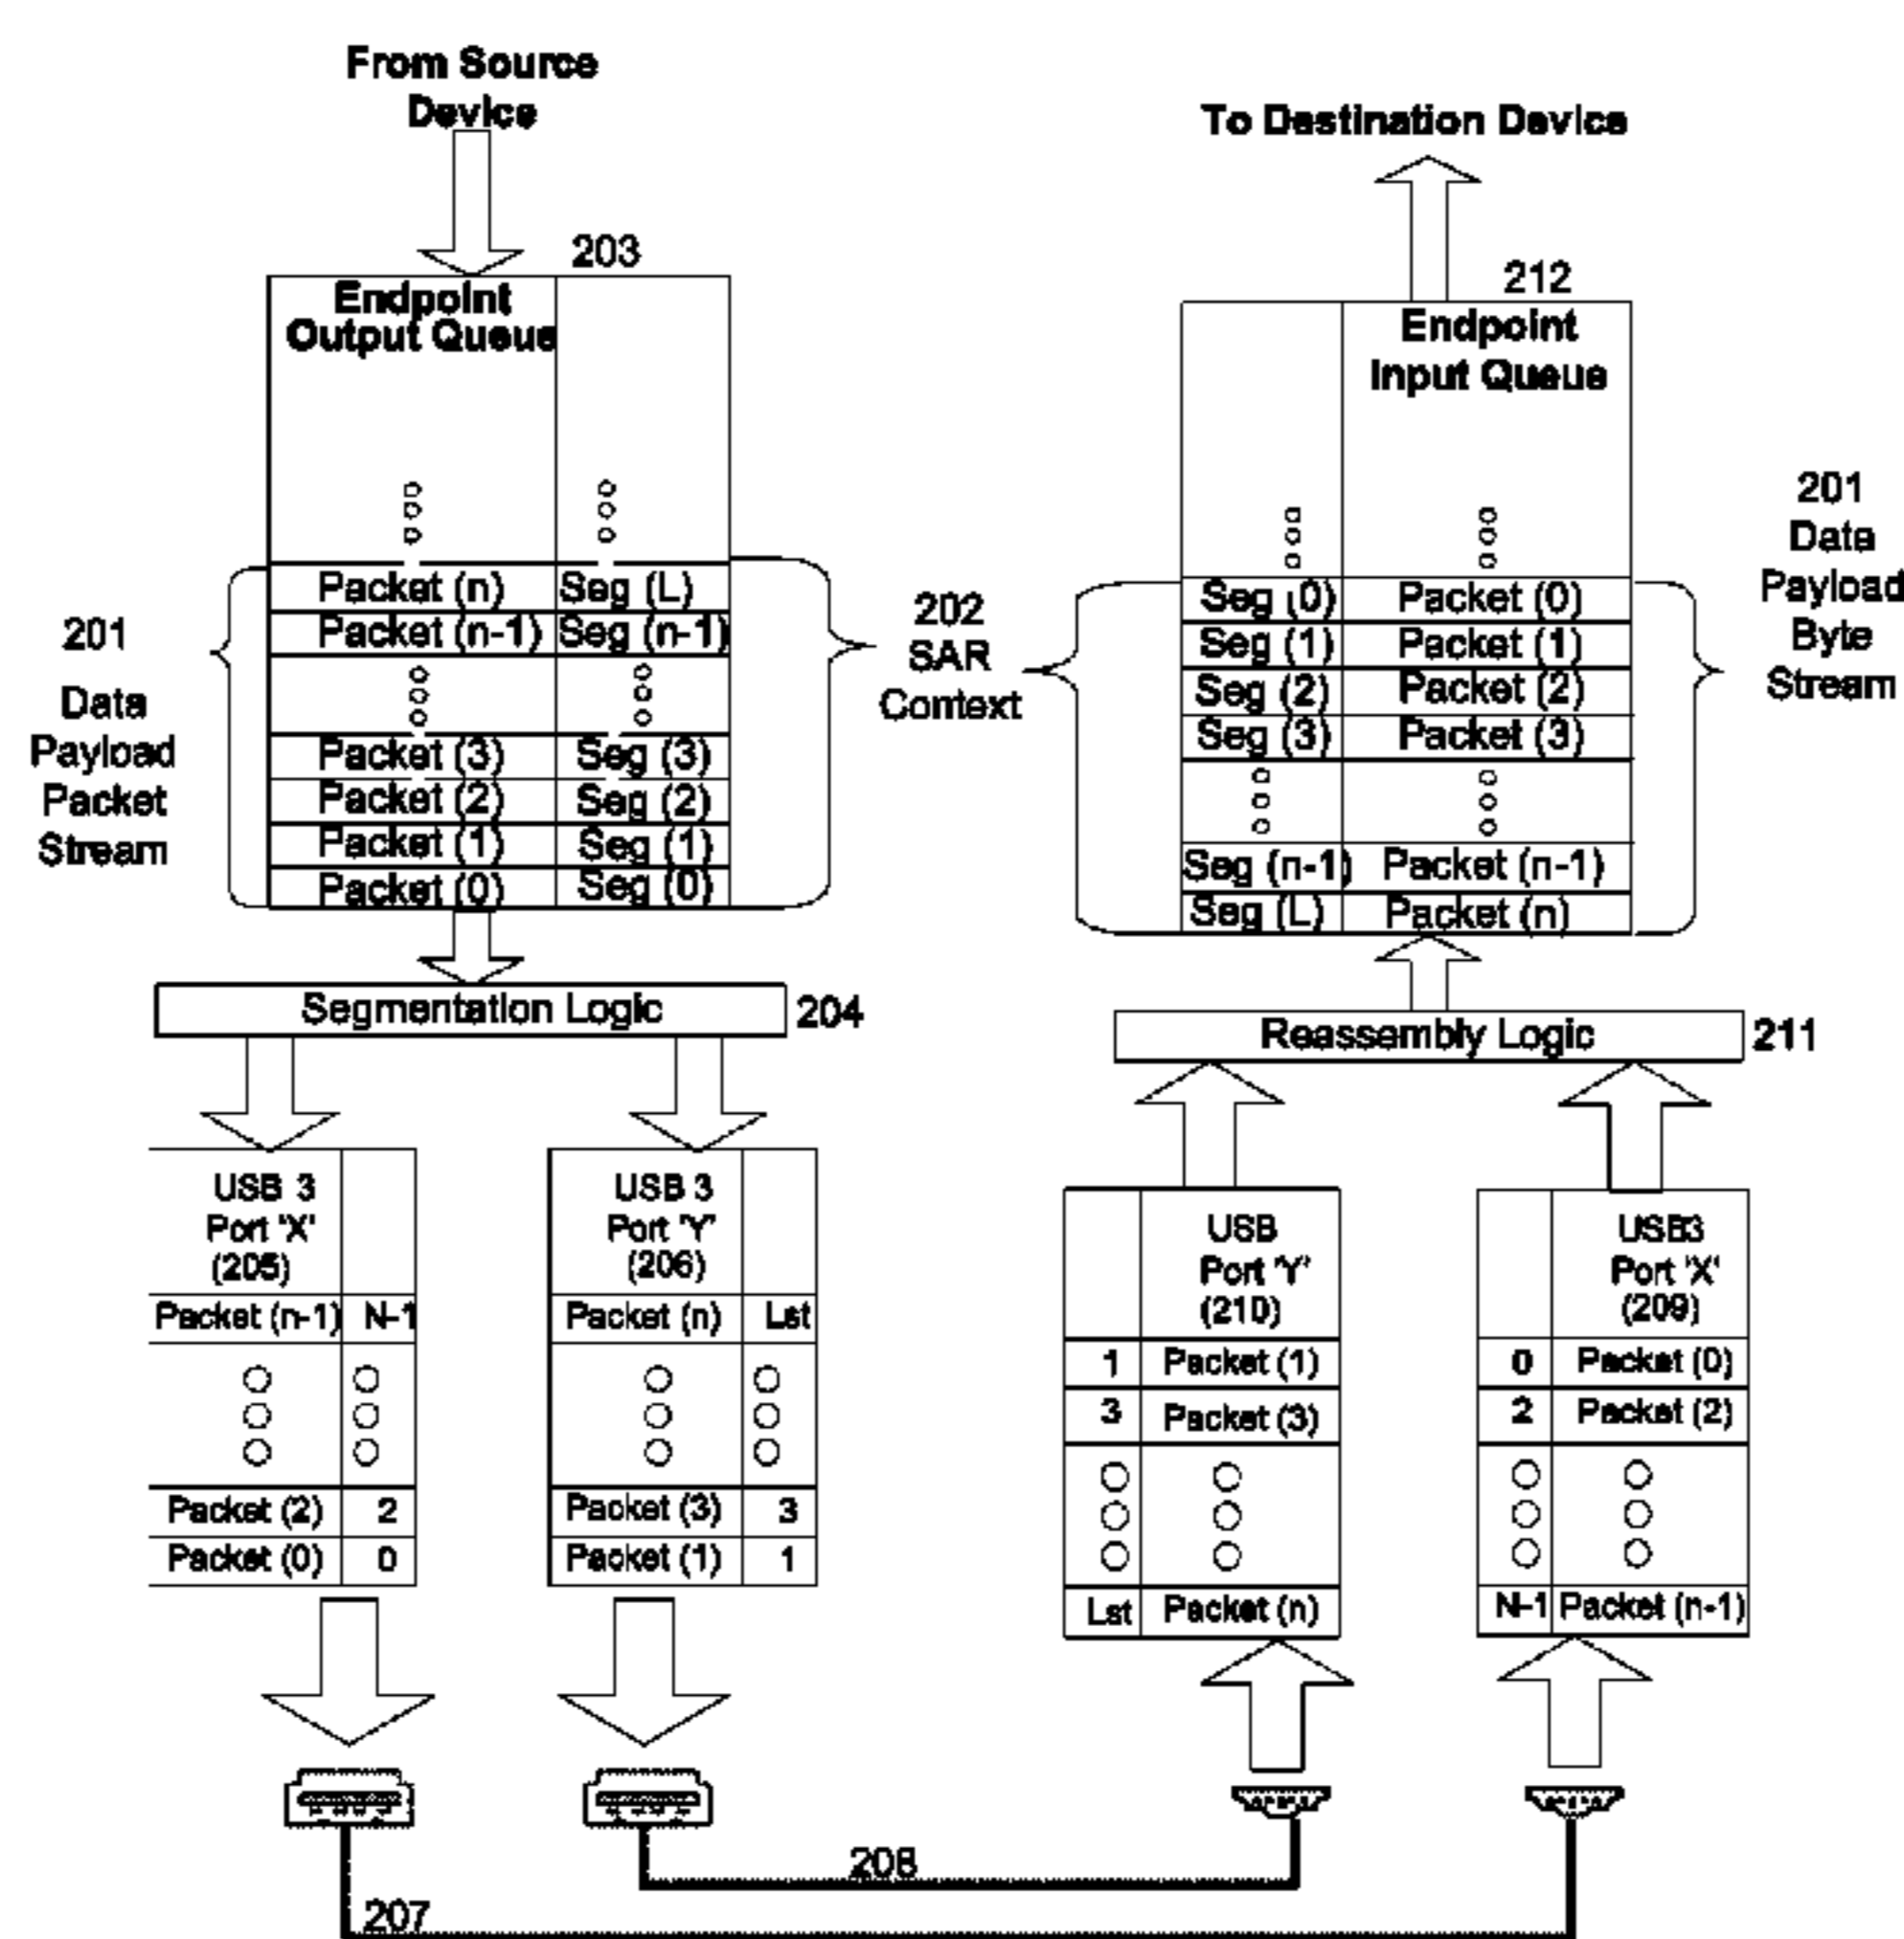 From Source
Device
To Destination Device
203
Endpoint
Output Queue
212
Endpoint
Input Queue
Packet (n) Seg (L)
Packet (n-1) Seg (n-1)
Packet (3) Seg (3)
Packet (2) Seg (2)
Packet (1) Seg (1)
Packet (0) Seg (0)
201
Data
Payload
Packet
Stream
202
SAR
Context
Seg (0) Packet (0)
Seg (1) Packet (1)
Seg (2) Packet (2)
Seg (3) Packet (3)
Seg (n-1) Packet (n-1)
Seg (L) Packet (n)
201
Data
Payload
Byte
Stream
Segmentation Logic 204
Reassembly Logic 211
USB 3
Port 'X'
(205)
Packet (n-1) N-1
Packet (2) 2
Packet (0) 0
USB 3
Port 'Y'
(206)
Packet (n) Lst
Packet (3) 3
Packet (1) 1
USB
Port 'Y'
(210)
1 Packet (1)
3 Packet (3)
Lst Packet (n)
USB3
Port 'X'
(209)
0 Packet (0)
2 Packet (2)
N-1 Packet (n-1)
208
207